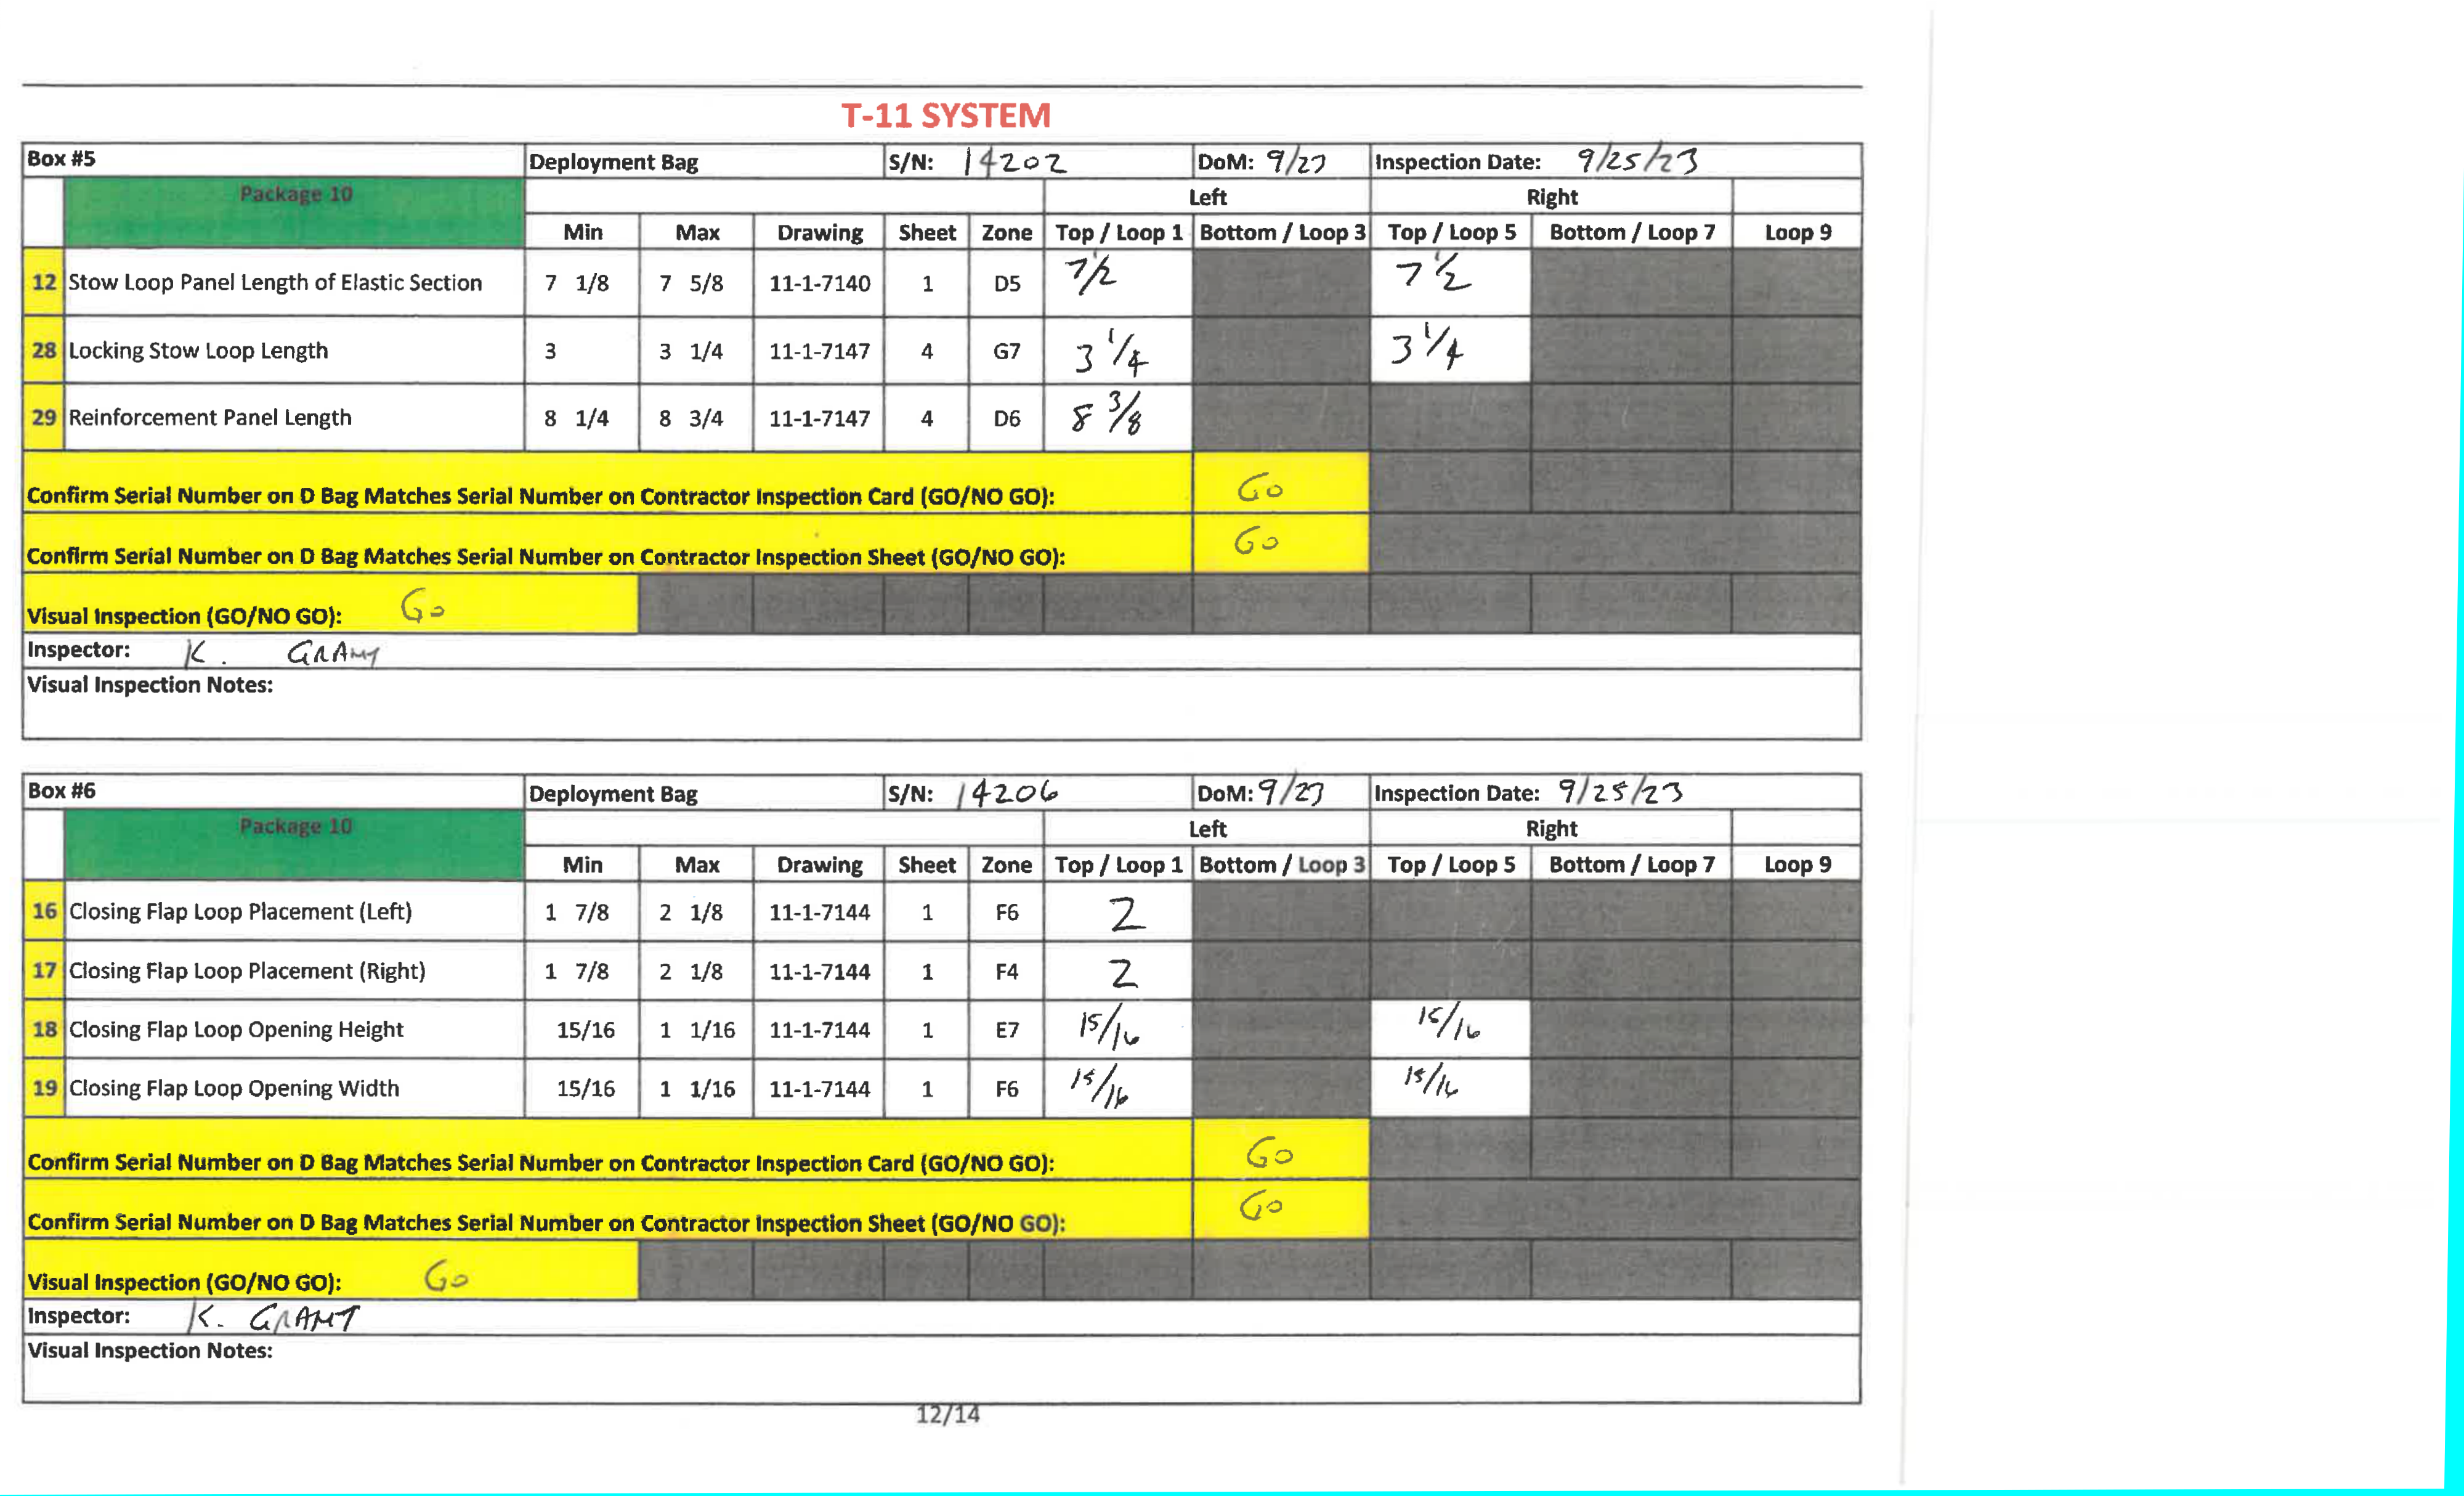 T-11 SYSTEM
Box #5 Deployment Bag S/N: 14202 DoM: 9/23 Inspection Date: 9/25/23
Package 10 Left Right
Min Max Drawing Sheet Zone Top / Loop 1 Bottom / Loop 3 Top / Loop 5 Bottom / Loop 7 Loop 9
12 Stow Loop Panel Length of Elastic Section 7 1/8 7 5/8 11-1-7140 1 D5 7 1/2 7 1/2
28 Locking Stow Loop Length 3 3 1/4 11-1-7147 4 G7 3 1/4 3 1/4
29 Reinforcement Panel Length 8 1/4 8 3/4 11-1-7147 4 D6 8 3/8
Confirm Serial Number on D Bag Matches Serial Number on Contractor Inspection Card (GO/NO GO): Go
Confirm Serial Number on D Bag Matches Serial Number on Contractor Inspection Sheet (GO/NO GO): Go
Visual Inspection (GO/NO GO): Go
Inspector: K. GRANT
Visual Inspection Notes:
Box #6 Deployment Bag S/N: 14206 DoM: 9/23 Inspection Date: 9/25/23
Package 10 Left Right
Min Max Drawing Sheet Zone Top / Loop 1 Bottom / Loop 3 Top / Loop 5 Bottom / Loop 7 Loop 9
16 Closing Flap Loop Placement (Left) 1 7/8 2 1/8 11-1-7144 1 F6 2
17 Closing Flap Loop Placement (Right) 1 7/8 2 1/8 11-1-7144 1 F4 2
18 Closing Flap Loop Opening Height 15/16 1 1/16 11-1-7144 1 E7 15/16 15/16
19 Closing Flap Loop Opening Width 15/16 1 1/16 11-1-7144 1 F6 15/16 15/16
Confirm Serial Number on D Bag Matches Serial Number on Contractor Inspection Card (GO/NO GO): Go
Confirm Serial Number on D Bag Matches Serial Number on Contractor Inspection Sheet (GO/NO GO): Go
Visual Inspection (GO/NO GO): Go
Inspector: K. GRANT
Visual Inspection Notes:
12/14